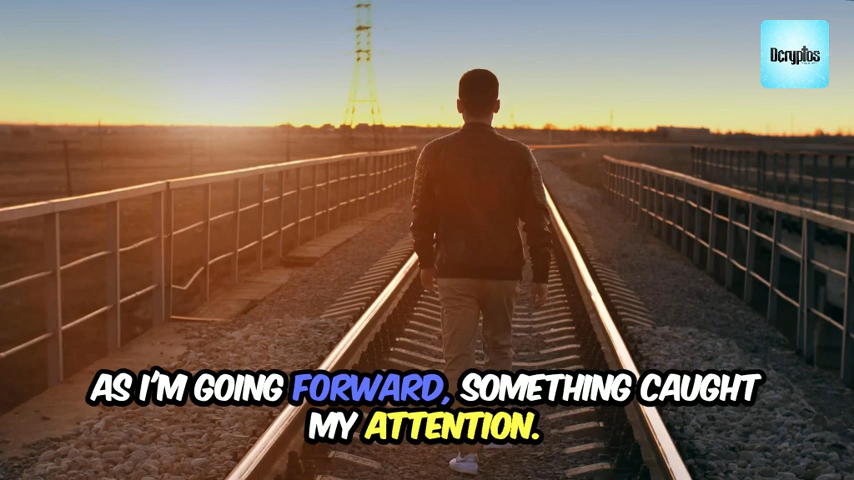 Dcryptos
AS I'M GOING FORWARD, SOMETHING CAUGHT
MY ATTENTION.